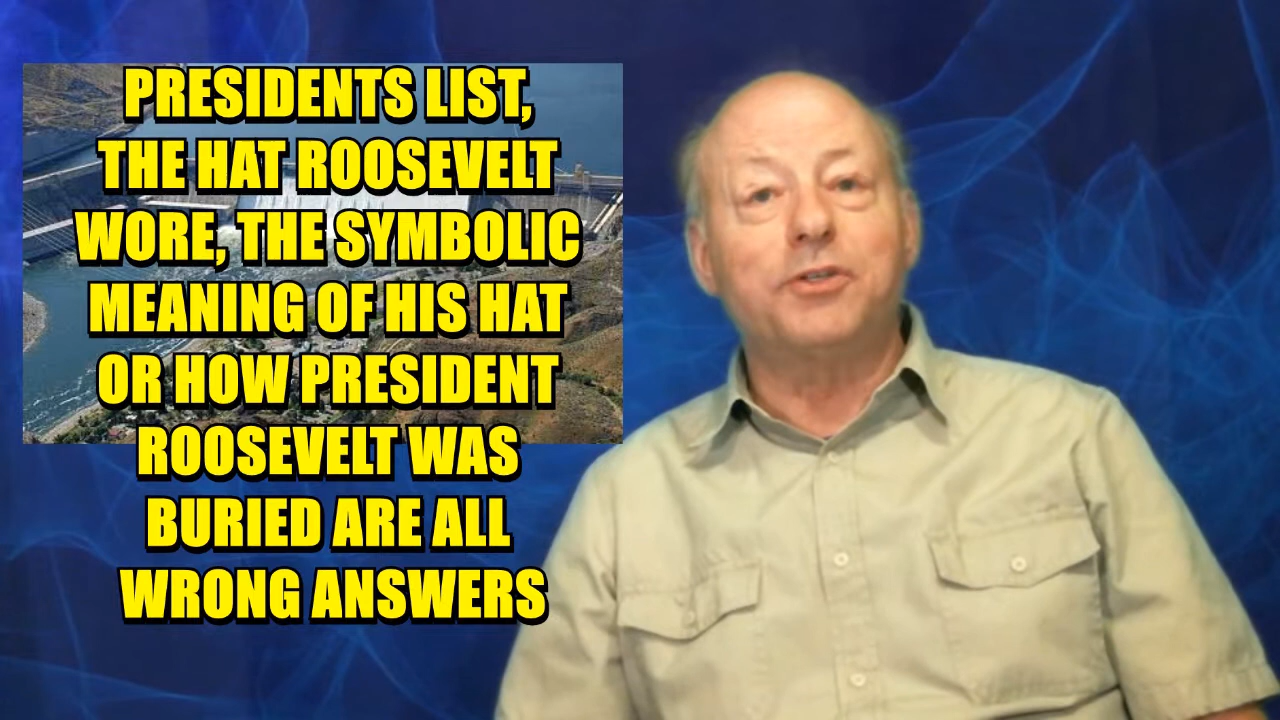 PRESIDENTS LIST,
THE HAT ROOSEVELT
WORE, THE SYMBOLIC
MEANING OF HIS HAT
OR HOW PRESIDENT
ROOSEVELT WAS
BURIED ARE ALL
WRONG ANSWERS